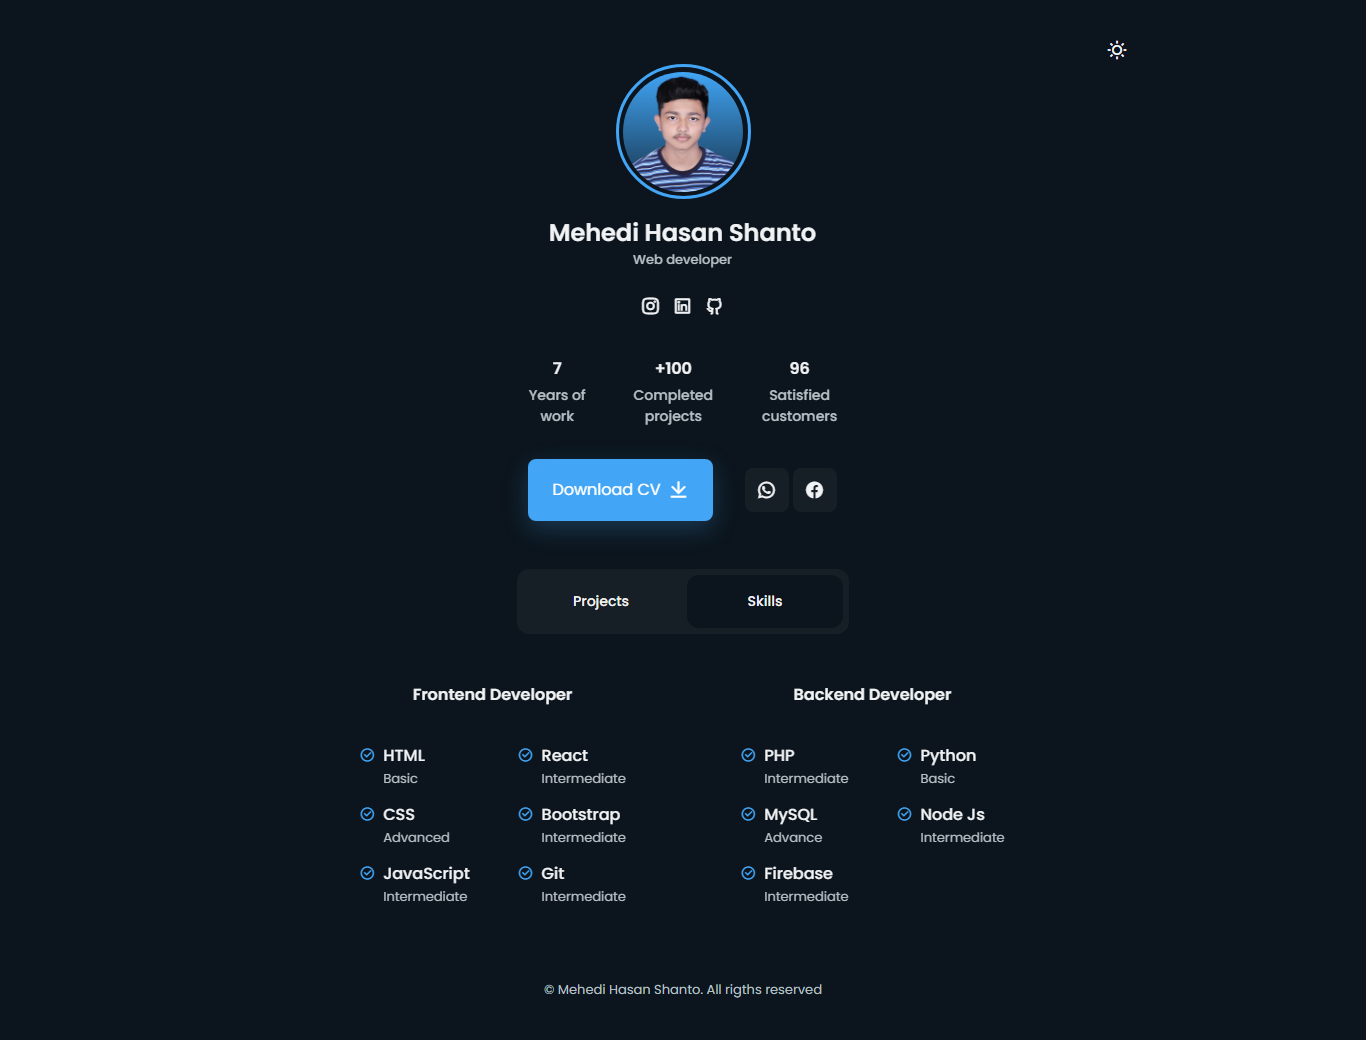 Mehedi Hasan Shanto
Web developer
7
Years of
work
+100
Completed
projects
96
Satisfied
customers
Download CV
Projects
Skills
Frontend Developer
HTML
Basic
CSS
Advanced
JavaScript
Intermediate
React
Intermediate
Bootstrap
Intermediate
Git
Intermediate
Backend Developer
PHP
Intermediate
MySQL
Advance
Firebase
Intermediate
Python
Basic
Node Js
Intermediate
© Mehedi Hasan Shanto. All rigths reserved